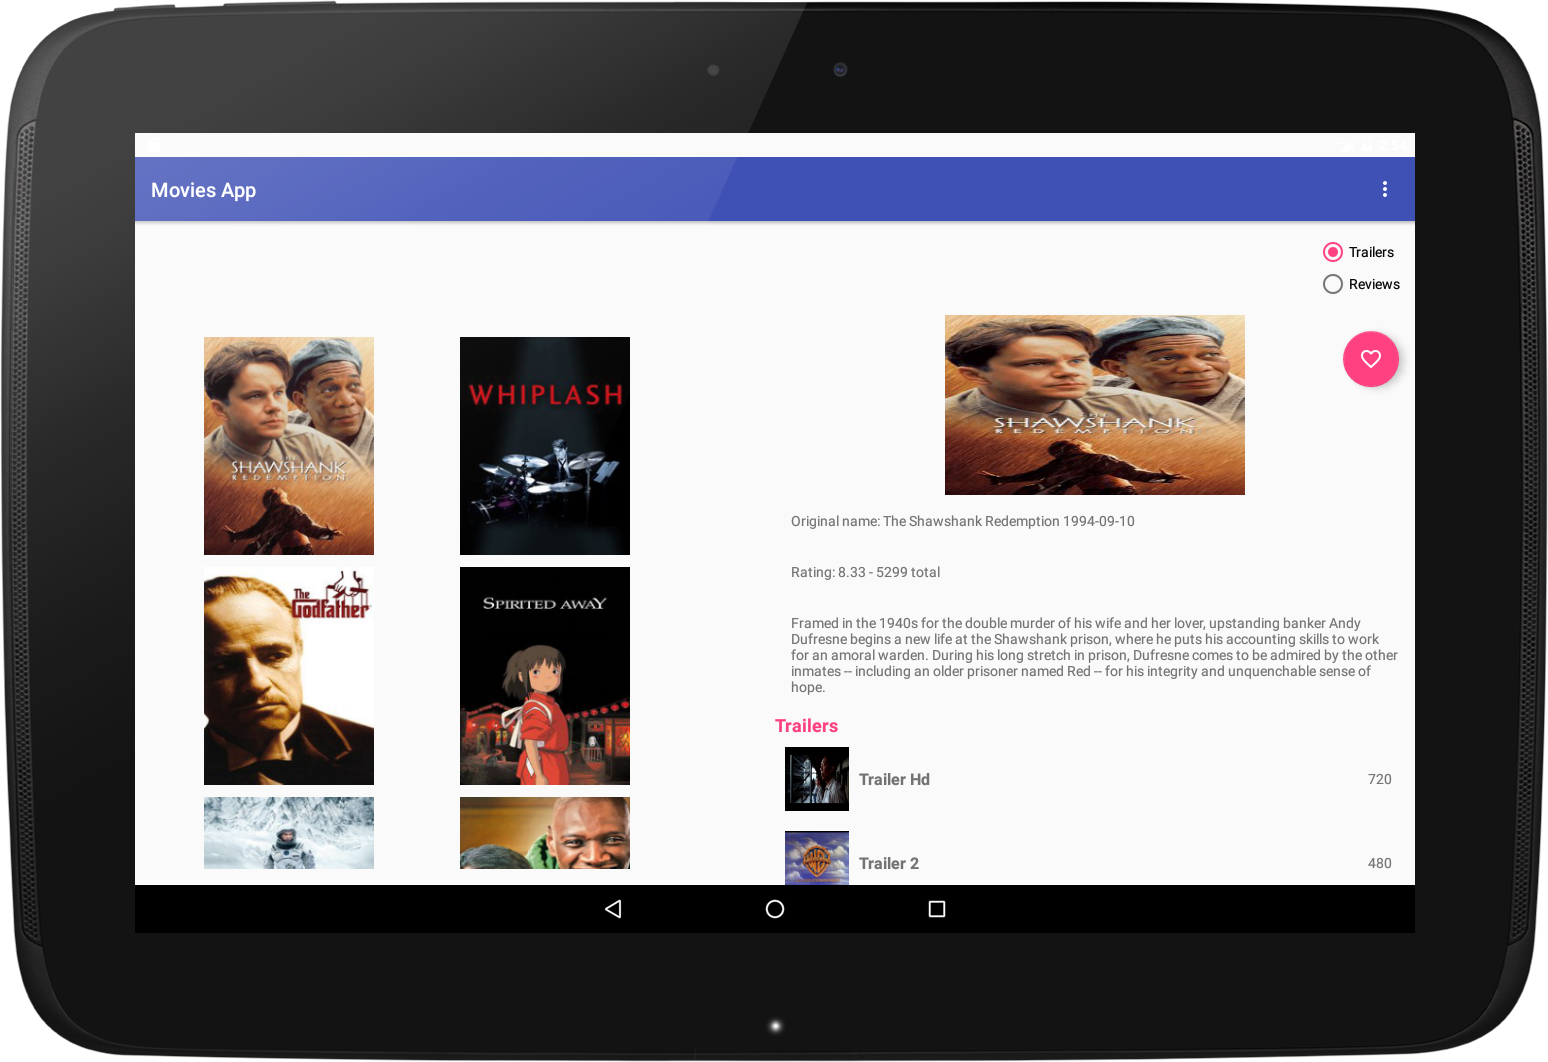 Movies App
Trailers
Reviews
SHAWSHANK
REDEMPTION
WHIPLASH
The
Godfather
SPIRITED AWAY
SHAWSHANK
REDEMPTION
Original name: The Shawshank Redemption 1994-09-10
Rating: 8.33 - 5299 total
Framed in the 1940s for the double murder of his wife and her lover, upstanding banker Andy
Dufresne begins a new life at the Shawshank prison, where he puts his accounting skills to work
for an amoral warden. During his long stretch in prison, Dufresne comes to be admired by the other
inmates -- including an older prisoner named Red -- for his integrity and unquenchable sense of
hope.
Trailers
Trailer Hd
720
Trailer 2
480